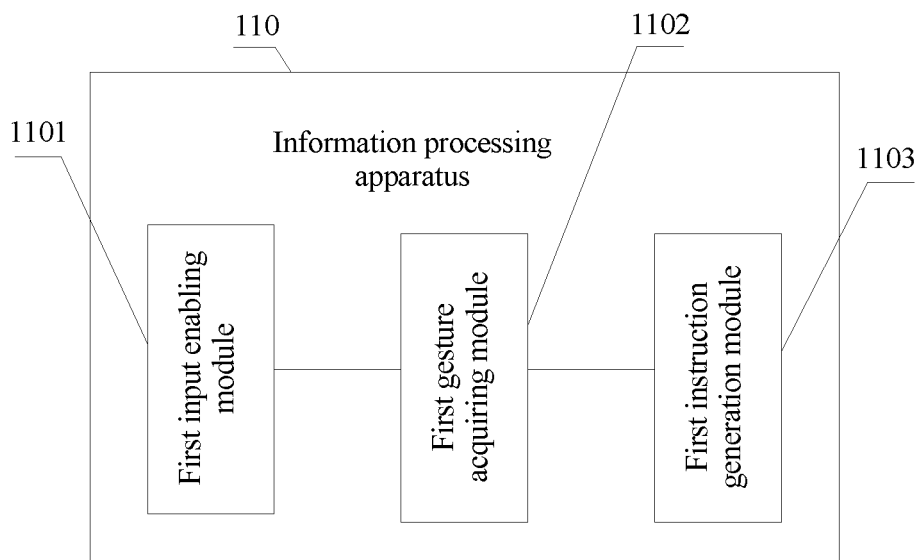 110
1102
1101
Information processing
apparatus
1103
First input enabling
module
First gesture
acquiring module
First instruction
generation module